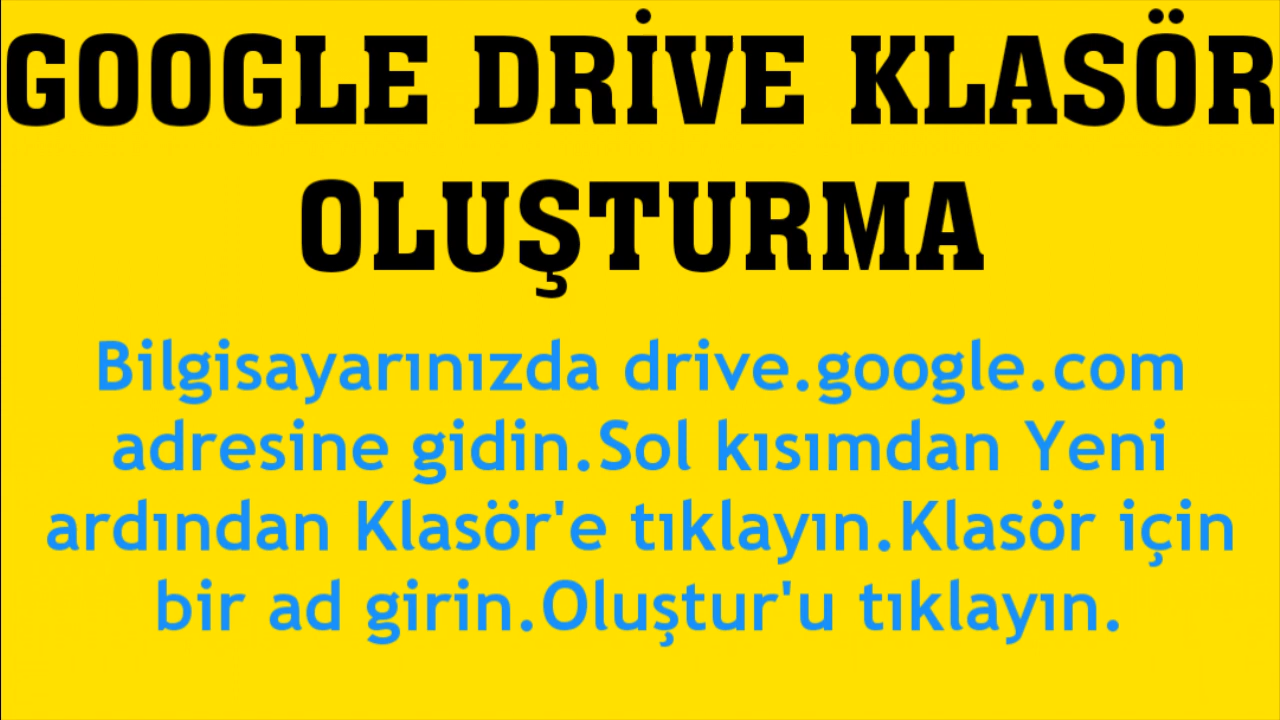 GOOGLE DRİVE KLASÖR
OLUŞTURMA
Bilgisayarınızda drive.google.com
adresine gidin.Sol kısımdan Yeni
ardından Klasör'e tıklayın.Klasör için
bir ad girin.Oluştur'u tıklayın.